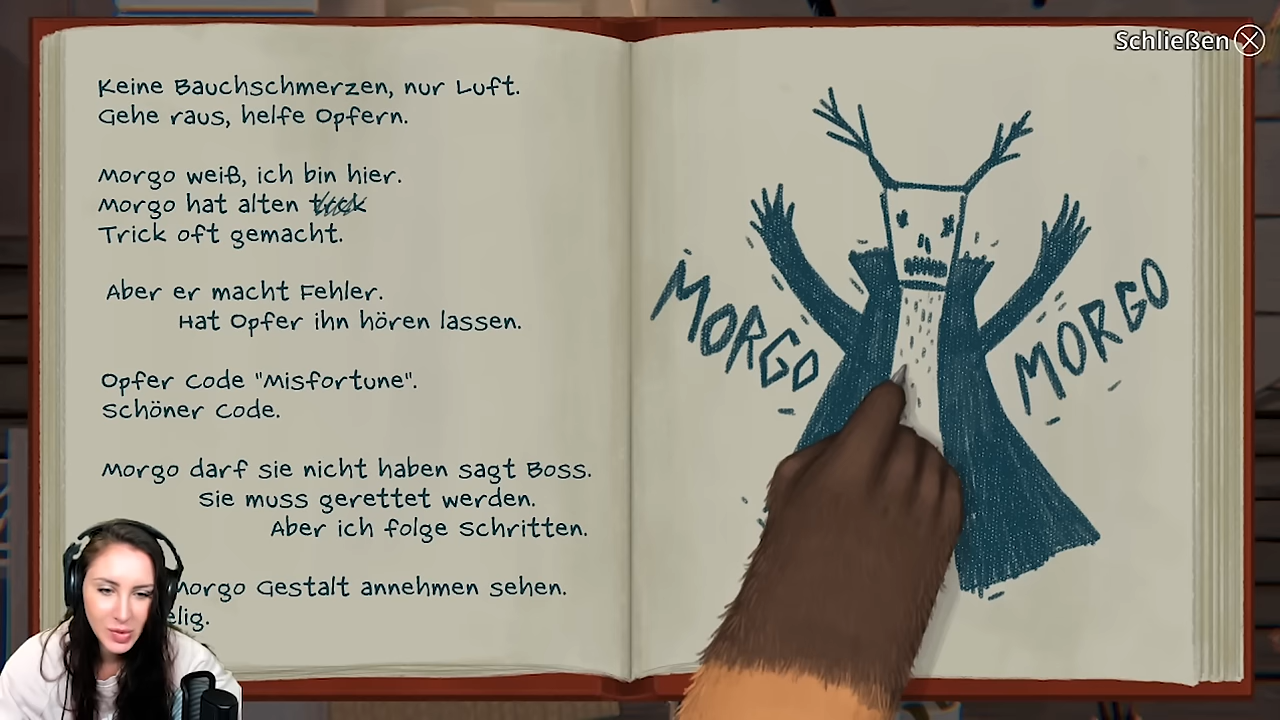 Schließen
Keine Bauchschmerzen, nur Luft.
Gehe raus, helfe Opfern.
Morgo weiß, ich bin hier.
Morgo hat alten
Trick oft gemacht.
Aber er macht Fehler.
Hat Opfer ihn hören lassen.
Opfer Code "Misfortune".
Schöner Code.
Morgo darf sie nicht haben sagt Boss.
Sie muss gerettet werden.
Aber ich folge Schritten.
Morgo Gestalt annehmen sehen.
MORGO
MORGO